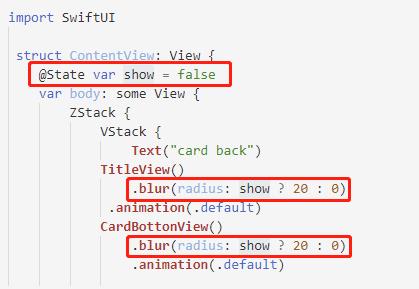 import SwiftUI
struct ContentView: View {
@State var show = false
var body: some View {
ZStack {
VStack {
Text("card back")
TitleView()
.blur(radius: show ? 20 : 0)
.animation(.default)
CardBottonView()
.blur(radius: show ? 20 : 0)
.animation(.default)